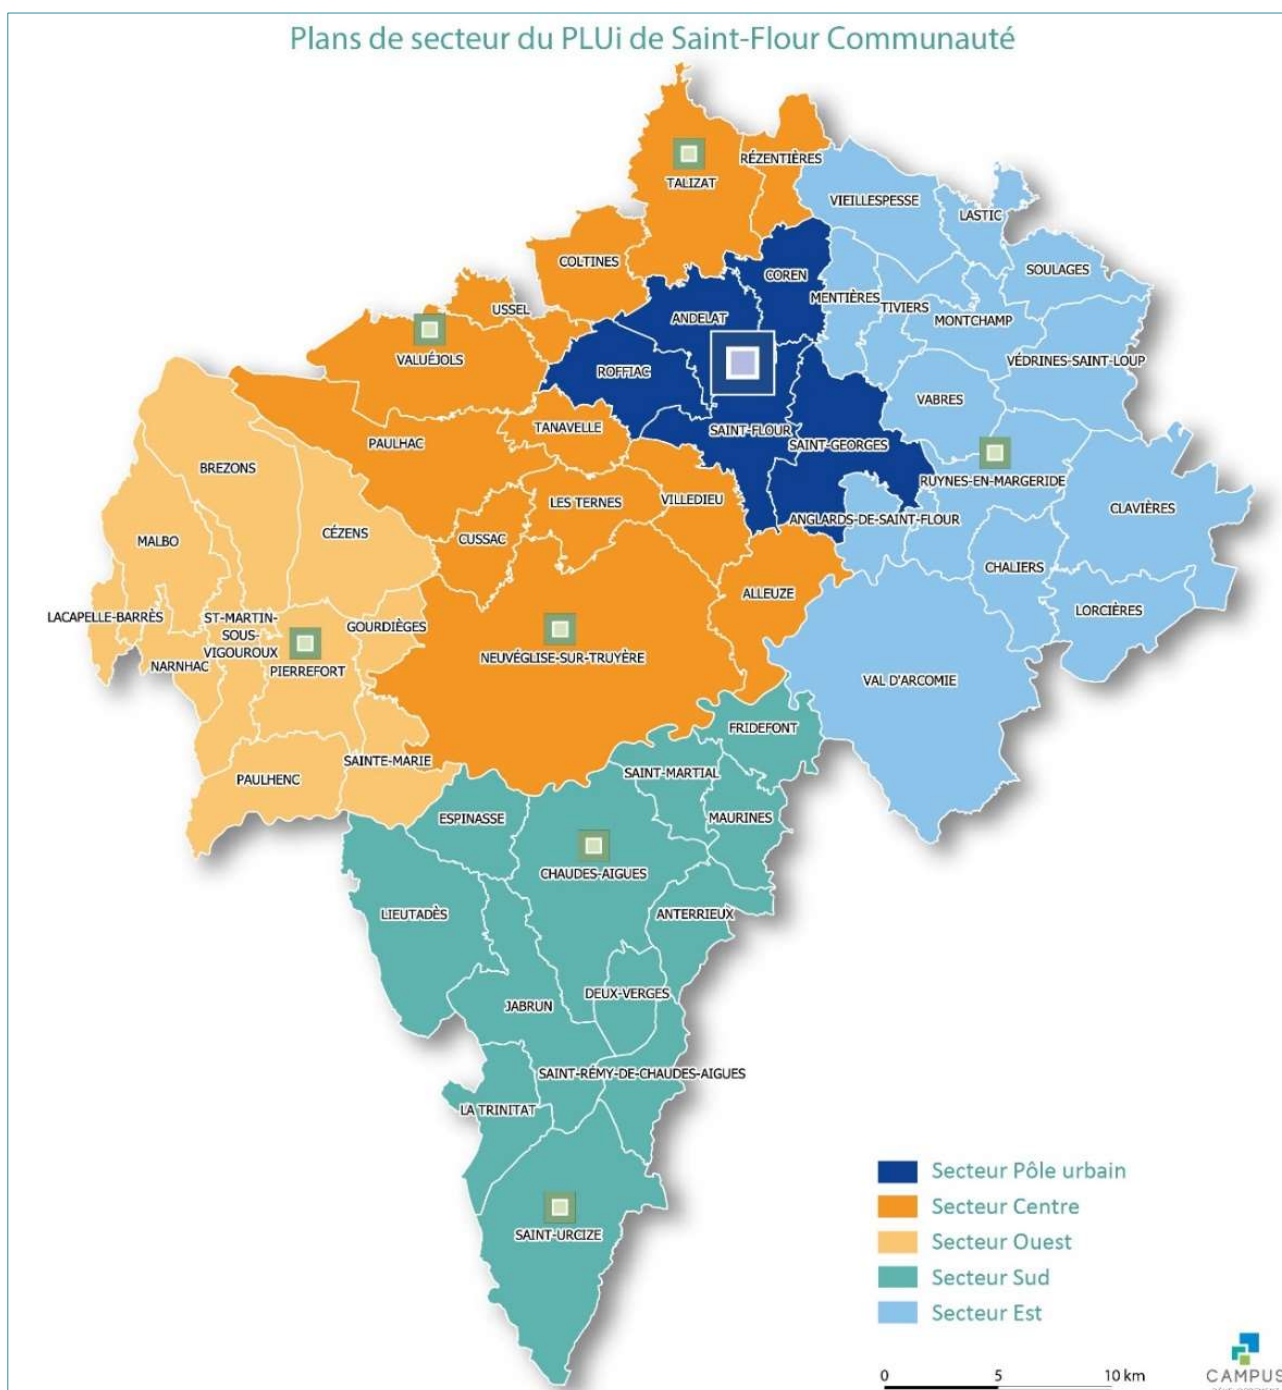 Plans de secteur du PLUi de Saint-Flour Communauté
RÉZENTIÈRES
TALIZAT
VIEILLESPESSE
LASTIC
COLTINES
COREN
SOULAGES
MENTIÈRES
TIVIERS
USSEL
ANDELAT
MONTCHAMP
VALUÉJOLS
VÉDRINES-SAINT-LOUP
ROFFIAC
VABRES
TANAVELLE
SAINT-FLOUR
PAULHAC
SAINT-GEORGES
BREZONS
RUYNES-EN-MARGERIDE
LES TERNES
VILLEDIEU
CLAVIÈRES
ANGLARDS-DE-SAINT-FLOUR
CÉZENS
MALBO
CUSSAC
CHALIERS
ALLEUZE
LORCIÈRES
LACAPELLE-BARRÈS
ST-MARTIN-
SOUS-
VIGOUROUX
GOURDIÈGES
NARNHAC
PIERREFORT
NEUVÉGLISE-SUR-TRUYÈRE
VAL D'ARCOMIE
FRIDEFONT
SAINTE-MARIE
SAINT-MARTIAL
PAULHENC
ESPINASSE
MAURINES
CHAUDES-AIGUES
LIEUTADÈS
ANTERRIEUX
DEUX-VERGES
JABRUN
SAINT-RÉMY-DE-CHAUDES-AIGUES
LA TRINITAT
SAINT-URCIZE
Secteur Pôle urbain
Secteur Centre
Secteur Ouest
Secteur Sud
Secteur Est
0 5 10 km
CAMPUS